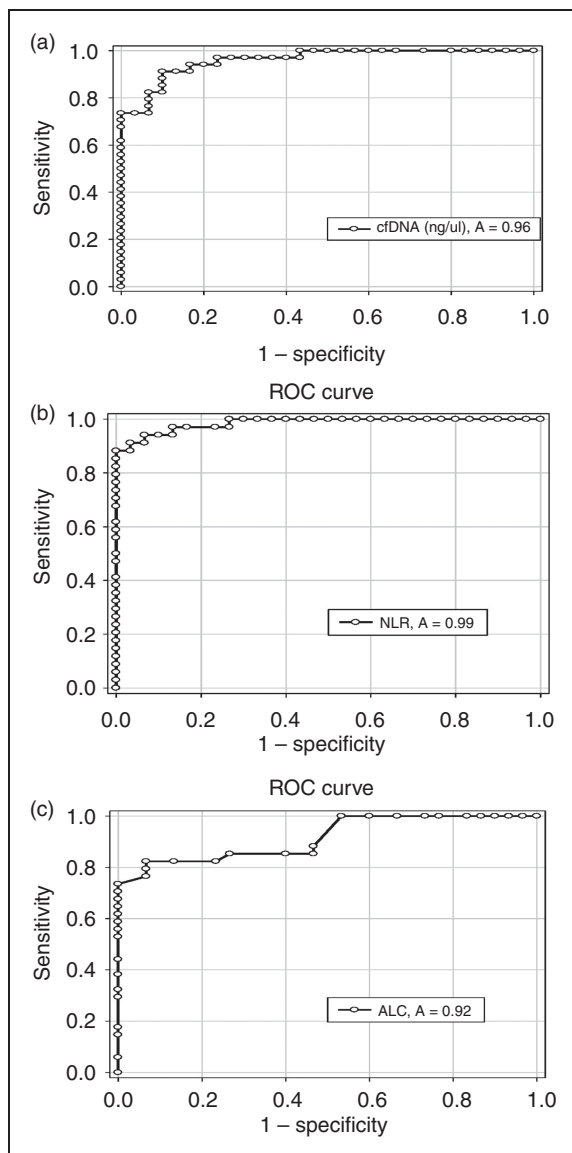 (a)
1.0
0.8
0.6
0.4
0.2
0.0
Sensitivity
cfDNA (ng/ul), A = 0.96
0.0 0.2 0.4 0.6 0.8 1.0
1 – specificity
ROC curve
(b)
1.0
0.8
0.6
0.4
0.2
0.0
Sensitivity
NLR, A = 0.99
0.0 0.2 0.4 0.6 0.8 1.0
1 – specificity
ROC curve
(c)
1.0
0.8
0.6
0.4
0.2
0.0
Sensitivity
ALC, A = 0.92
0.0 0.2 0.4 0.6 0.8 1.0
1 – specificity